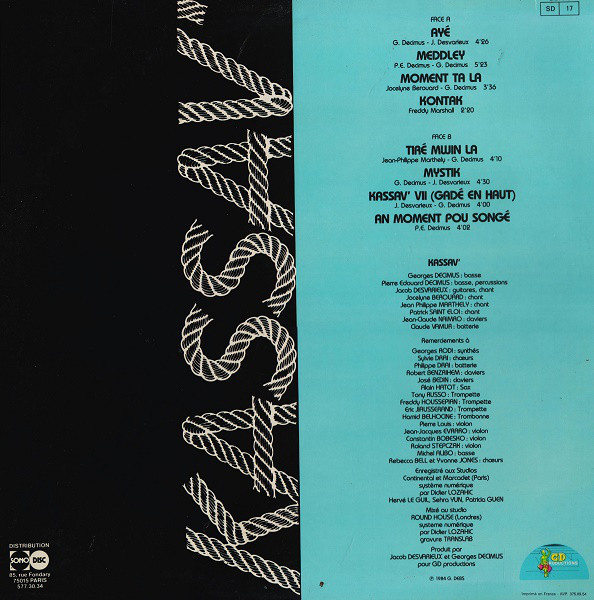 KASSAV'
SD 17
FACE A
AYÉ
G. Decimus - J. Desvarieux 4'26
MEDDLEY
P.E. Decimus - G. Decimus 5'23
MOMENT TA LA
Jocelyne Berouard - G. Decimus 3'36
KONTAK
Freddy Marshall 2'20
FACE B
TIRÉ MWIN LA
Jean-Philippe Marthely - G. Decimus 4'10
MYSTIK
G. Decimus - J. Desvarieux 4'30
KASSAV' VII (GADÉ EN HAUT)
J. Desvarieux - G. Decimus 4'00
AN MOMENT POU SONGÉ
P.E. Decimus 4'02
KASSAV'
Georges DECIMUS : basse
Pierre Edouard DECIMUS : basse, percussions
Jacob DESVARIEUX : guitares, chant
Jocelyne BEROUARD : chant
Jean Philippe MARTHELY : chant
Patrick SAINT ELOI : chant
Jean-Claude NAIMRO : claviers
Claude VAMUR : batterie
Remerciements à
Georges RODI : synthés
Sylvie DRAI : chœurs
Philippe DRAI : batterie
Robert BENZRIHEM : claviers
José BEDIN : claviers
Alain HATOT : Sax
Tony RUSSO : Trompette
Freddy HOUSSEPIAN : Trompette
Eric JAUSSERAND : Trompette
Hamid BELHOCINE : Trombonne
Pierre Louis : violon
Jean-Jacques EVRARD : violon
Constantin BOBESKO : violon
Roland STEPCZAK : violon
Michel ALIBO : basse
Rebecca BELL et Yvonne JONES : chœurs
Enregistré aux Studios
Continental et Marcadet (Paris)
système numérique
par Didier LOZAHIC
Hervé LE GUIL, Sehra YUN, Patricia GUEN
Mixé au studio
ROUND HOUSE (Londres)
systeme numérique
par Didier LOZAHIC
gravure TRANSLAB
Produit par
Jacob DESVARIEUX et Georges DECIMUS
pour GD productions
℗ 1984 G. DEBS
DISTRIBUTION
SONO DISC
85, rue Fondary
75015 PARIS
577.30.34
GD
PRODUCTIONS
Imprimé en France